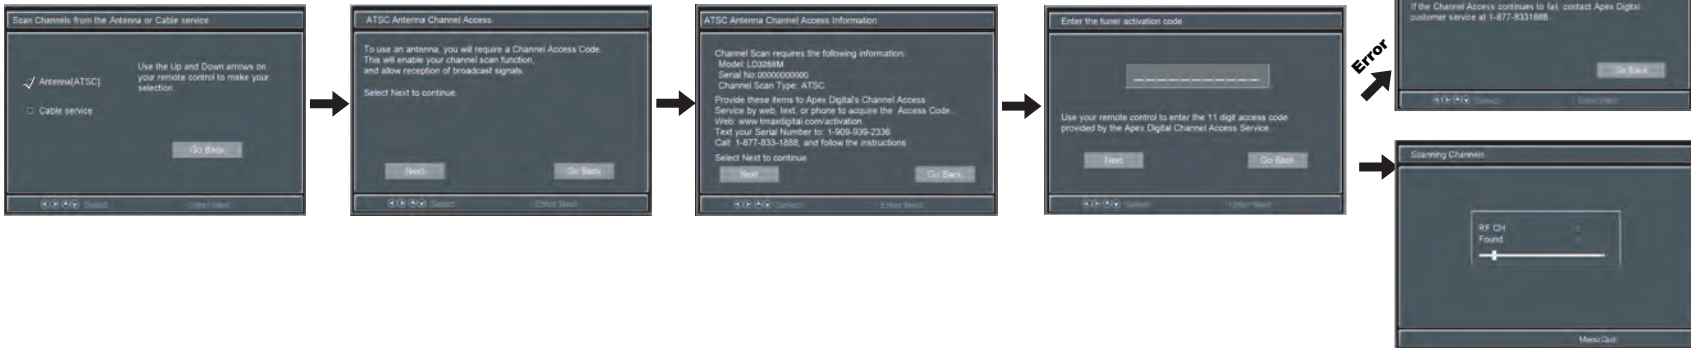 Scan Channels from the Antenna or Cable service
Antenna(ATSC)
Cable service
Use the Up and Down arrows on
your remote control to make your
selection.
Go Back
Select
Enter:Next
ATSC Antenna Channel Access
To use an antenna, you will require a Channel Access Code.
This will enable your channel scan function,
and allow reception of broadcast signals.
Select Next to continue.
Next
Go Back
Select
Enter:Next
ATSC Antenna Channel Access Information
Channel Scan requires the following information:
Model: LD3288M
Serial No:00000000000
Channel Scan Type: ATSC
Provide these items to Apex Digital's Channel Access
Service by web, text, or phone to acquire the Access Code.
Web: www.tmaxdigital.com/activation
Text your Serial Number to: 1-909-939-2336
Call: 1-877-833-1888, and follow the instructions
Select Next to continue
Next
Go Back
Select
Enter:Next
Enter the tuner activation code
Use your remote control to enter the 11 digit access code
provided by the Apex Digital Channel Access Service.
Next
Go Back
Select
Enter:Next
Error
If the Channel Access continues to fail, contact Apex Digital
customer service at 1-877-8331888.
Go Back
Select
Enter:Next
Scanning Channels
RF CH
Found
Menu:Quit